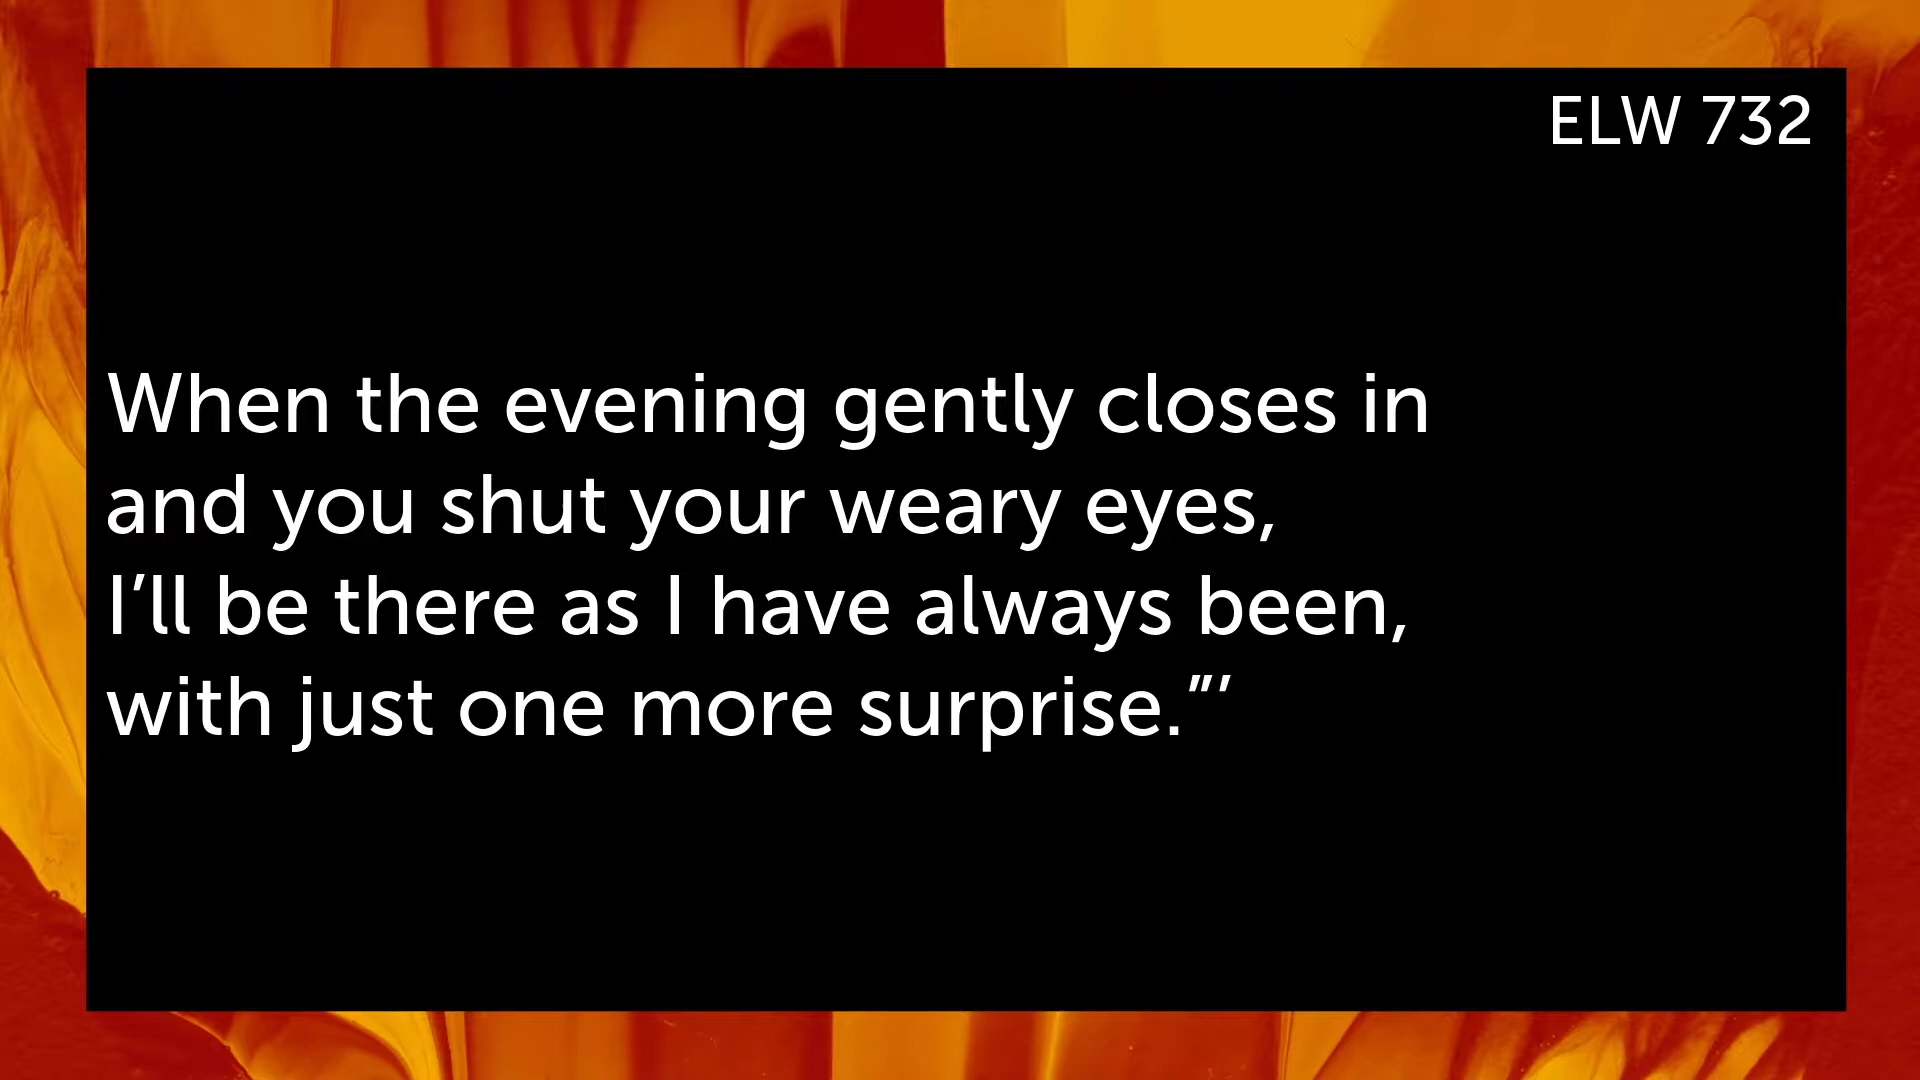 ELW 732
When the evening gently closes in
and you shut your weary eyes,
I’ll be there as I have always been,
with just one more surprise.”’